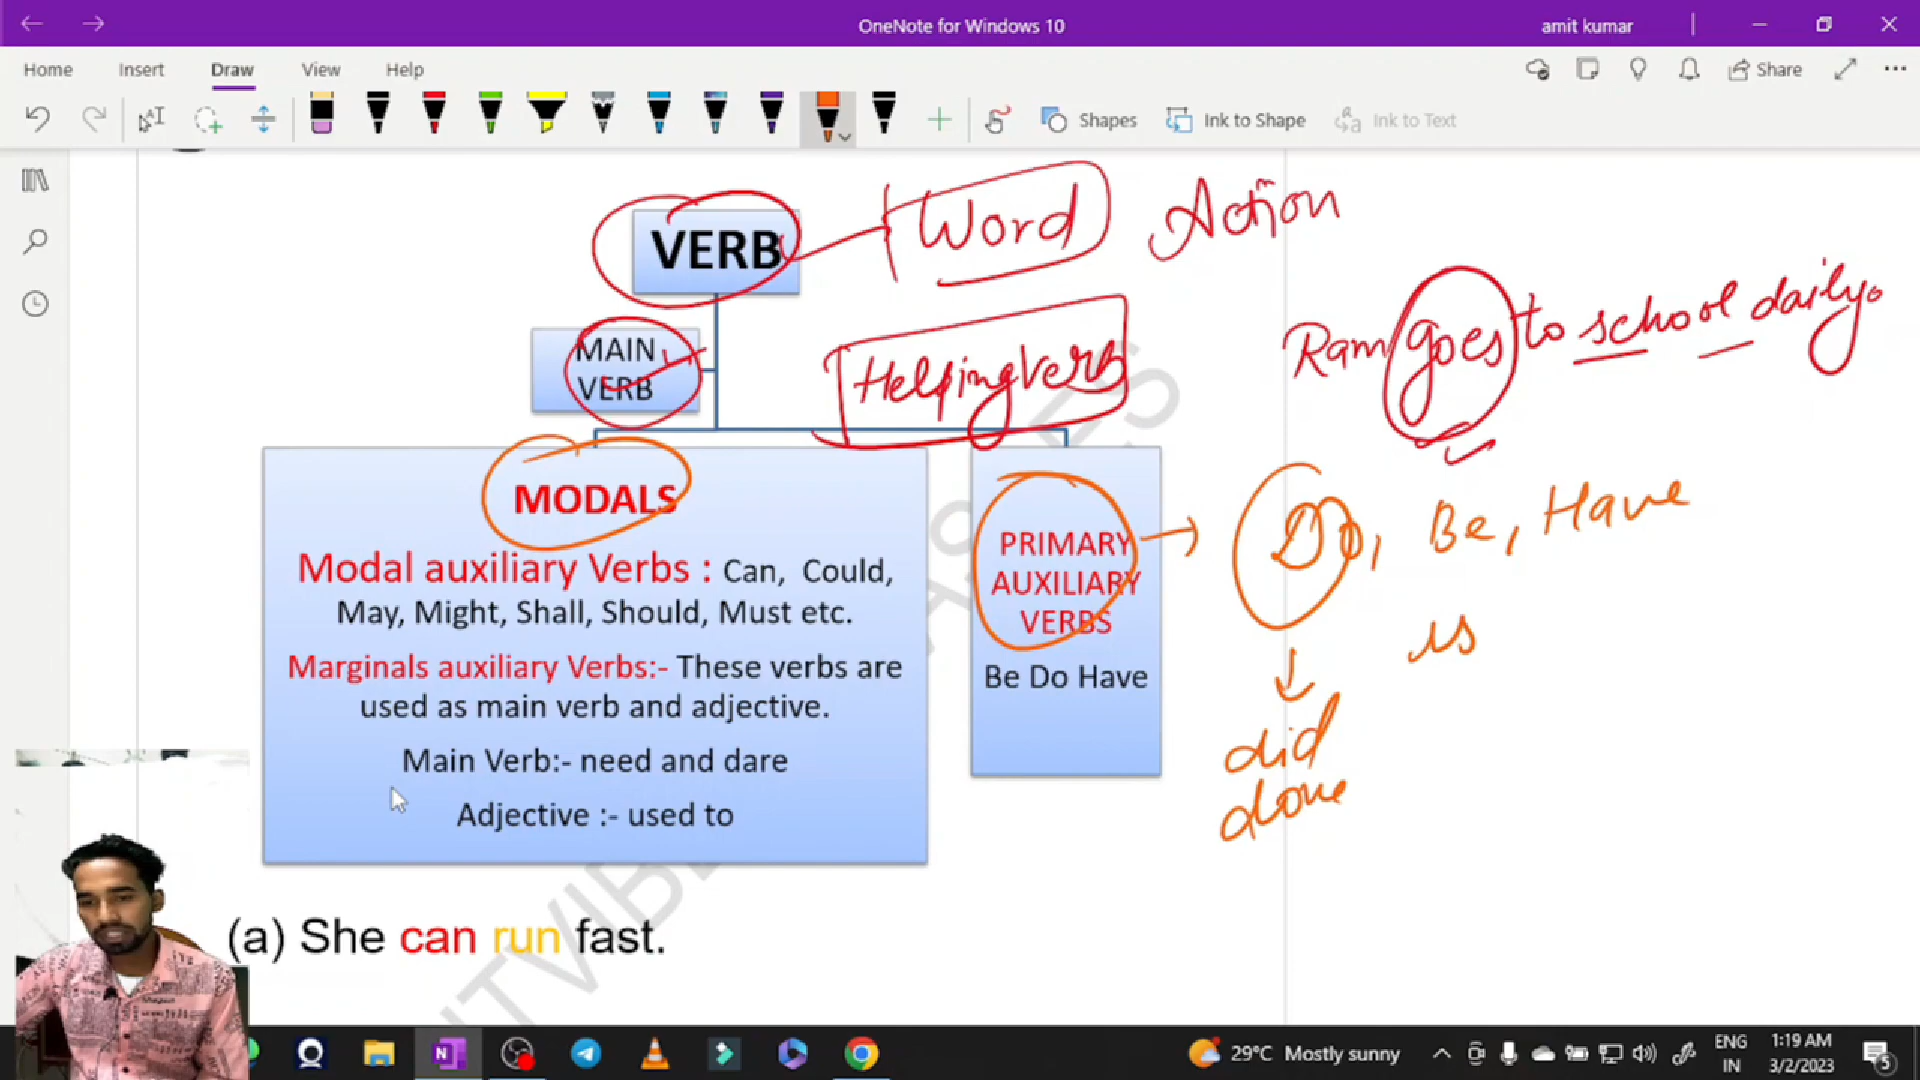 OneNote for Windows 10
amit kumar
Home Insert Draw View Help
Share
Shapes Ink to Shape Ink to Text
VERB Word Action
MAIN
VERB
Helping Verb
Ram goes to school daily.
MODALS
Modal auxiliary Verbs : Can, Could,
May, Might, Shall, Should, Must etc.
Marginals auxiliary Verbs:- These verbs are
used as main verb and adjective.
Main Verb:- need and dare
Adjective :- used to
PRIMARY
AUXILIARY
VERBS
Be Do Have
Do, Be, Have
is
did
done
(a) She can run fast.
29°C Mostly sunny
ENG
IN
1:19 AM
3/2/2023
5